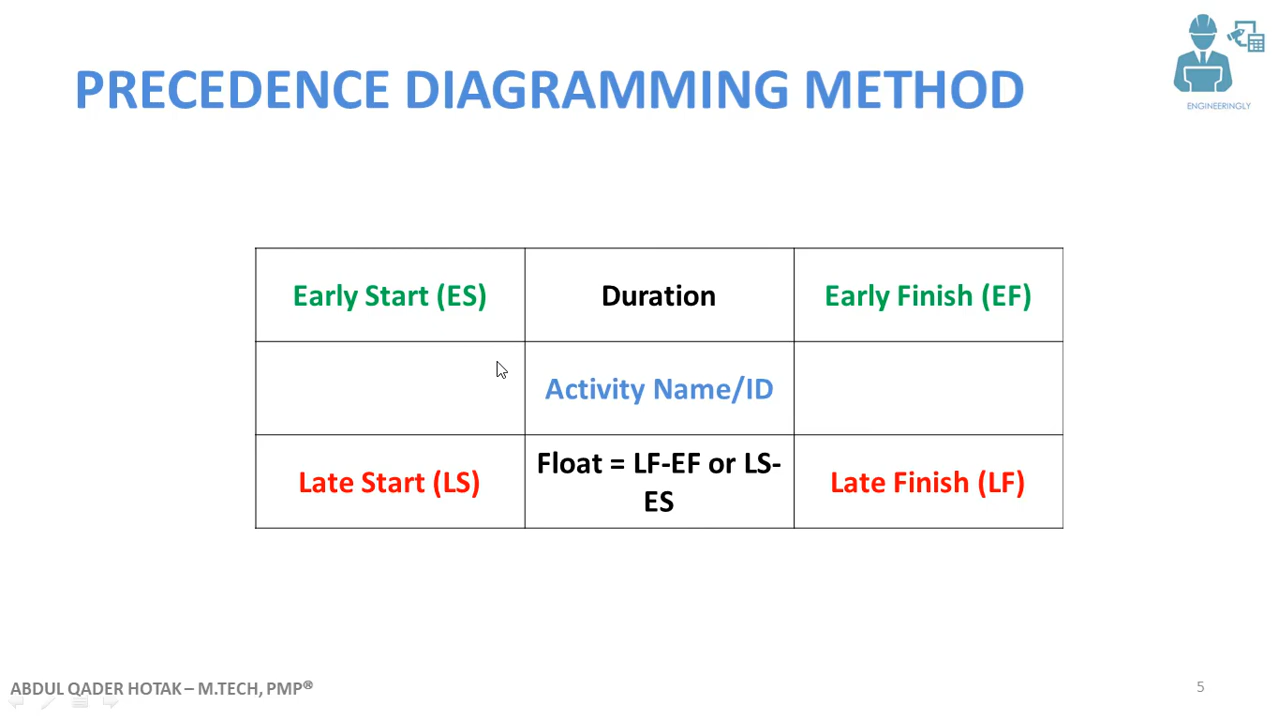 ENGINEERINGLY
PRECEDENCE DIAGRAMMING METHOD
Early Start (ES)
Duration
Early Finish (EF)
Activity Name/ID
Late Start (LS)
Float = LF-EF or LS-
ES
Late Finish (LF)
ABDUL QADER HOTAK – M.TECH, PMP®
5